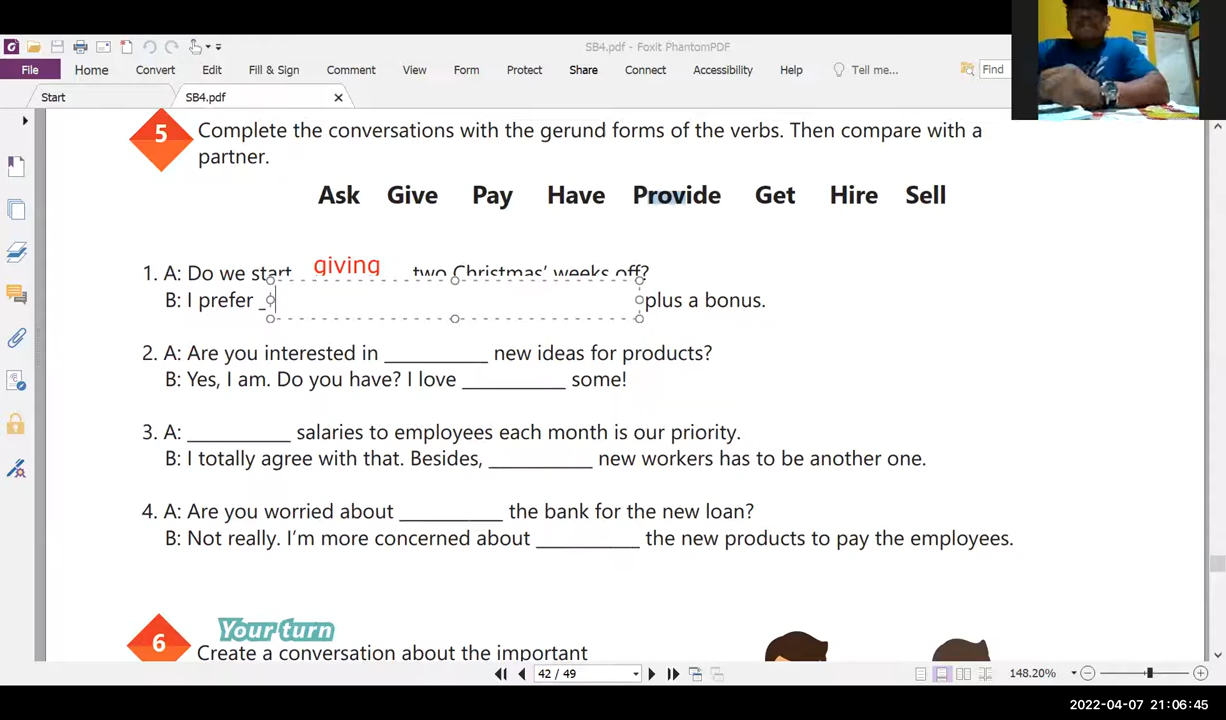 SB4.pdf - Foxit PhantomPDF
File Home Convert Edit Fill & Sign Comment View Form Protect Share Connect Accessibility Help Tell me... Find
Start SB4.pdf
5 Complete the conversations with the gerund forms of the verbs. Then compare with a
partner.
Ask Give Pay Have Provide Get Hire Sell
1. A: Do we start giving two Christmas’ weeks off?
B: I prefer _ plus a bonus.
2. A: Are you interested in __________ new ideas for products?
B: Yes, I am. Do you have? I love __________ some!
3. A: __________ salaries to employees each month is our priority.
B: I totally agree with that. Besides, __________ new workers has to be another one.
4. A: Are you worried about __________ the bank for the new loan?
B: Not really. I’m more concerned about __________ the new products to pay the employees.
6 Your turn
Create a conversation about the important
42 / 49 148.20%
2022-04-07 21:06:45